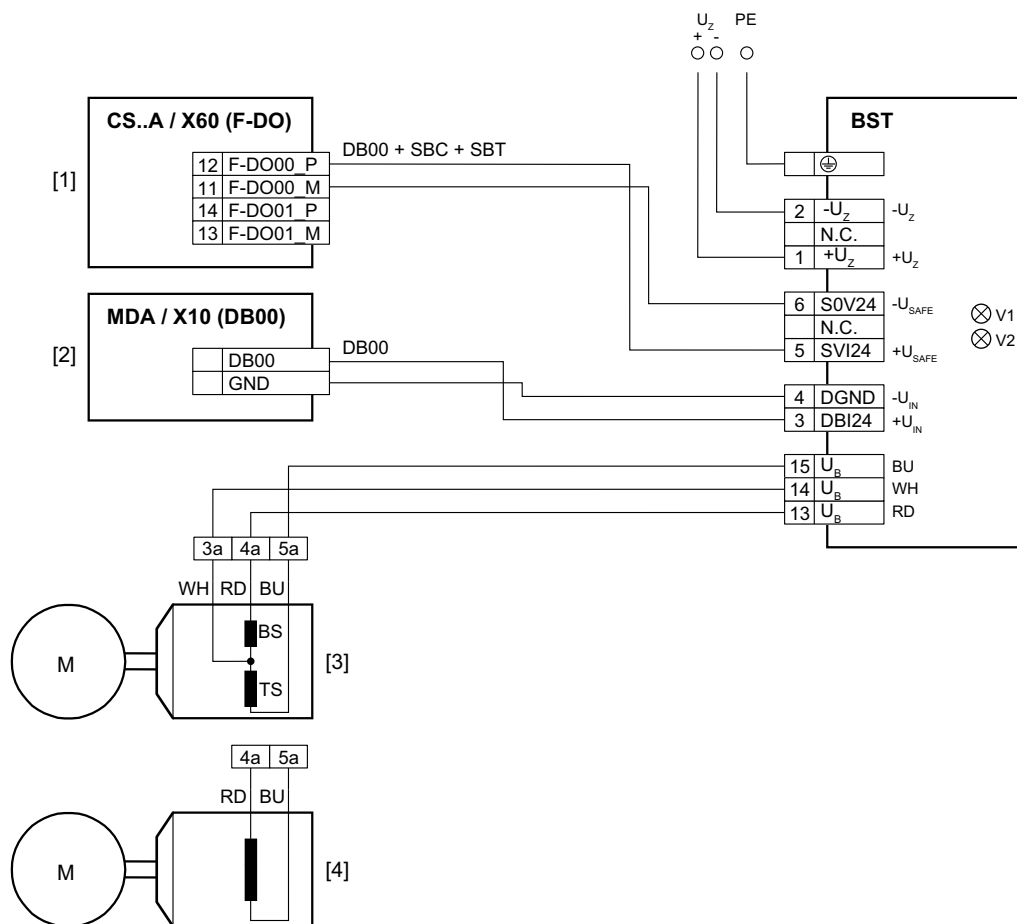 U_Z PE
+ -
CS..A / X60 (F-DO)
BST
[1]
DB00 + SBC + SBT
12 F-DO00_P
11 F-DO00_M
14 F-DO01_P
13 F-DO01_M
2 -U_Z -U_Z
N.C.
1 +U_Z +U_Z
MDA / X10 (DB00)
[2]
DB00
DB00
GND
6 S0V24 -U_SAFE
N.C.
5 SVI24 +U_SAFE
V1
V2
4 DGND -U_IN
3 DBI24 +U_IN
15 U_B BU
14 U_B WH
13 U_B RD
3a 4a 5a
WH RD BU
M
BS
TS
[3]
4a 5a
RD BU
M
[4]